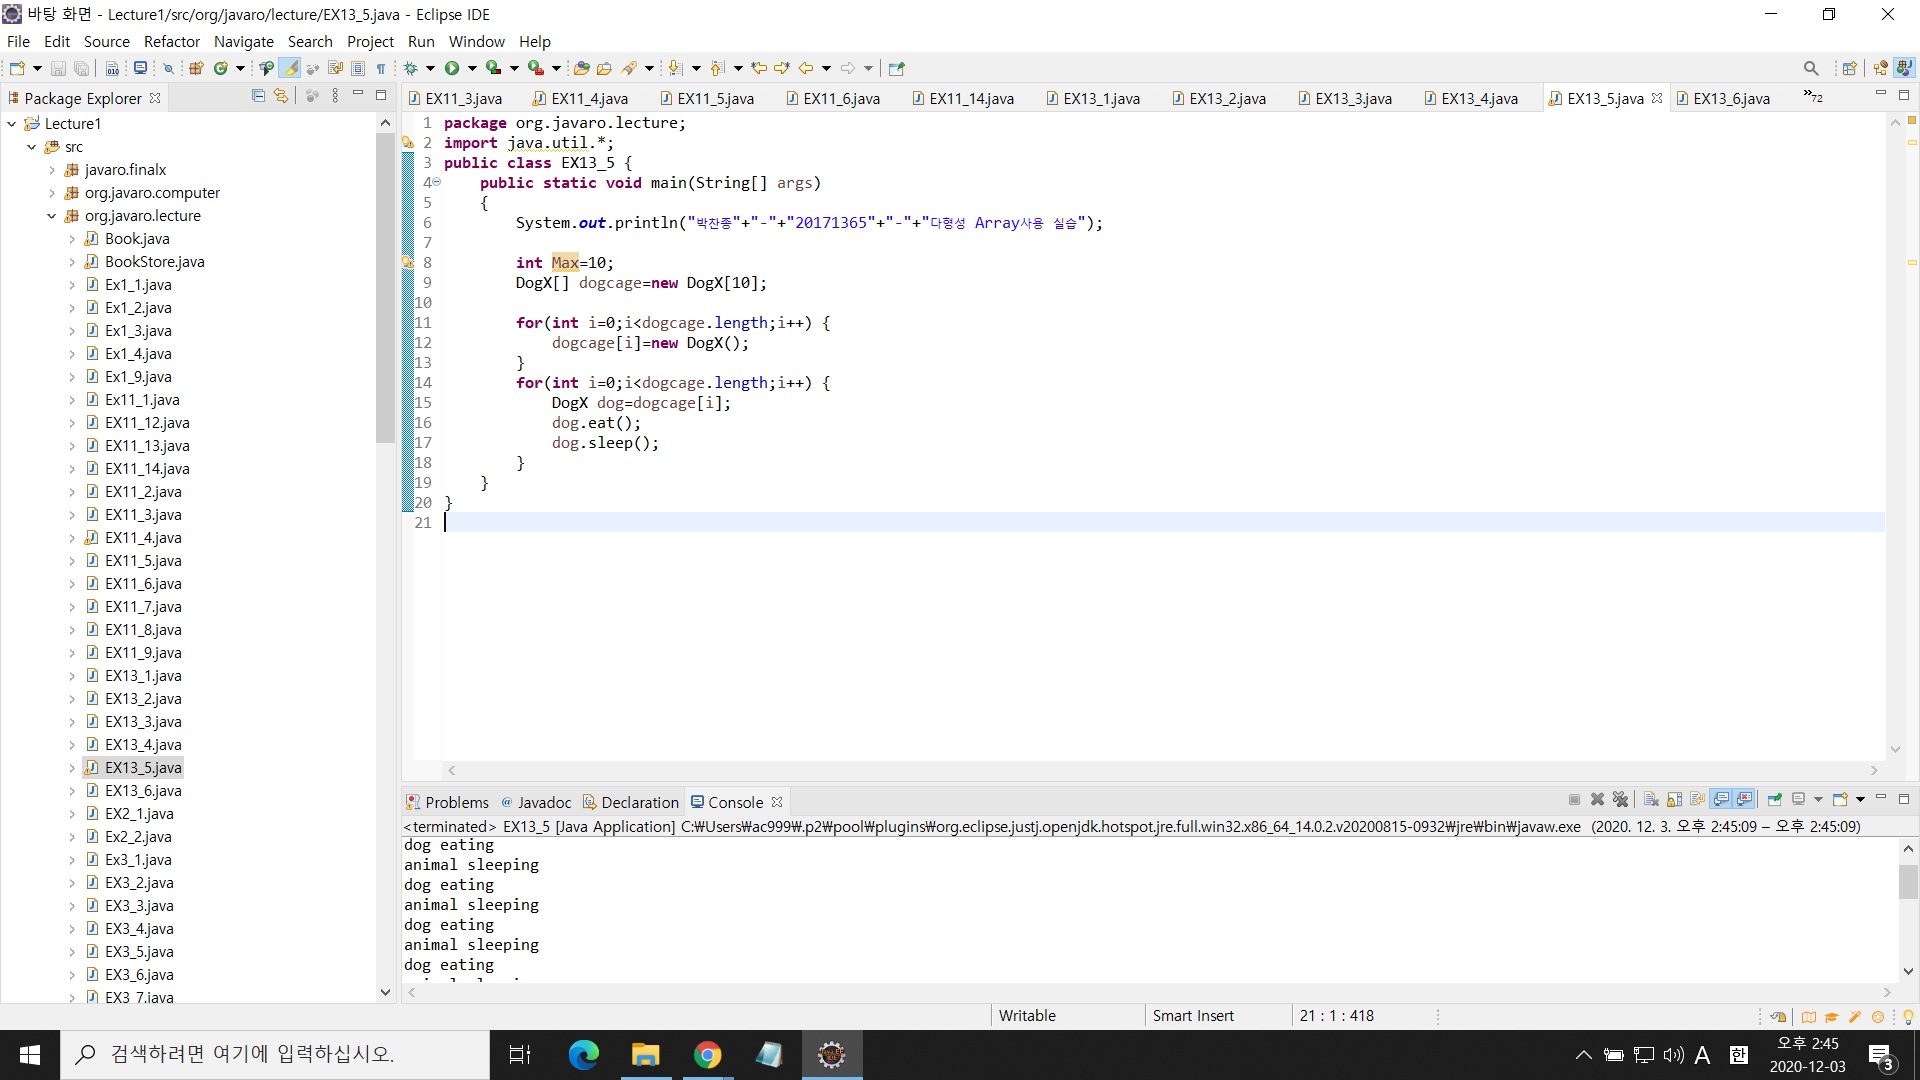 바탕 화면 - Lecture1/src/org/javaro/lecture/EX13_5.java - Eclipse IDE
File Edit Source Refactor Navigate Search Project Run Window Help
Package Explorer
EX11_3.java EX11_4.java EX11_5.java EX11_6.java EX11_14.java EX13_1.java EX13_2.java EX13_3.java EX13_4.java EX13_5.java EX13_6.java »72
Lecture1
src
javaro.finalx
org.javaro.computer
org.javaro.lecture
Book.java
BookStore.java
Ex1_1.java
Ex1_2.java
Ex1_3.java
Ex1_4.java
Ex1_9.java
Ex11_1.java
EX11_12.java
EX11_13.java
EX11_14.java
EX11_2.java
EX11_3.java
EX11_4.java
EX11_5.java
EX11_6.java
EX11_7.java
EX11_8.java
EX11_9.java
EX13_1.java
EX13_2.java
EX13_3.java
EX13_4.java
EX13_5.java
EX13_6.java
EX2_1.java
Ex2_2.java
Ex3_1.java
EX3_2.java
EX3_3.java
EX3_4.java
EX3_5.java
EX3_6.java
EX3_7.java
1 package org.javaro.lecture;
2 import java.util.*;
3 public class EX13_5 {
4 public static void main(String[] args)
5 {
6 System.out.println("박찬종"+"-"+"20171365"+"-"+"다형성 Array사용 실습");
7
8 int Max=10;
9 DogX[] dogcage=new DogX[10];
10
11 for(int i=0;i<dogcage.length;i++) {
12 dogcage[i]=new DogX();
13 }
14 for(int i=0;i<dogcage.length;i++) {
15 DogX dog=dogcage[i];
16 dog.eat();
17 dog.sleep();
18 }
19 }
20 }
21
Problems Javadoc Declaration Console
<terminated> EX13_5 [Java Application] C:₩Users₩ac999₩.p2₩pool₩plugins₩org.eclipse.justj.openjdk.hotspot.jre.full.win32.x86_64_14.0.2.v20200815-0932₩jre₩bin₩javaw.exe (2020. 12. 3. 오후 2:45:09 – 오후 2:45:09)
dog eating
animal sleeping
dog eating
animal sleeping
dog eating
animal sleeping
dog eating
Writable Smart Insert 21 : 1 : 418
검색하려면 여기에 입력하십시오.
A 한 오후 2:45
2020-12-03
3